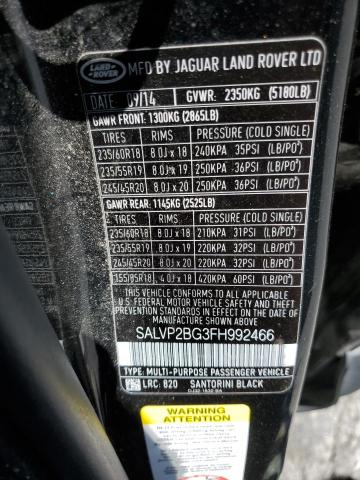 LAND-
ROVER
MFD BY JAGUAR LAND ROVER LTD
DATE: 09/14 GVWR: 2350KG (5180LB)
GAWR FRONT: 1300KG (2865LB)
TIRES RIMS PRESSURE (COLD SINGLE)
235/60R18 8.0J x 18 240KPA 35PSI (LB/PO²)
235/55R19 8.0J x 19 250KPA 36PSI (LB/PO²)
245/45R20 8.0J x 20 250KPA 36PSI (LB/PO²)
GAWR REAR: 1145KG (2525LB)
TIRES RIMS PRESSURE (COLD SINGLE)
235/60R18 8.0J x 18 210KPA 31PSI (LB/PO²)
235/55R19 8.0J x 19 220KPA 32PSI (LB/PO²)
245/45R20 8.0J x 20 220KPA 32PSI (LB/PO²)
155/85R18 4.0J x 18 420KPA 60PSI (LB/PO²)
THIS VEHICLE CONFORMS TO ALL APPLICABLE
FEDERAL MOTOR VEHICLE SAFETY STANDARDS
IN EFFECT ON THE DATE OF MANUFACTURE
SHOWN ABOVE.
SALVP2BG3FH992466
TYPE: MULTI-PURPOSE PASSENGER VEHICLE
LRC: 820 SANTORINI BLACK
WARNING